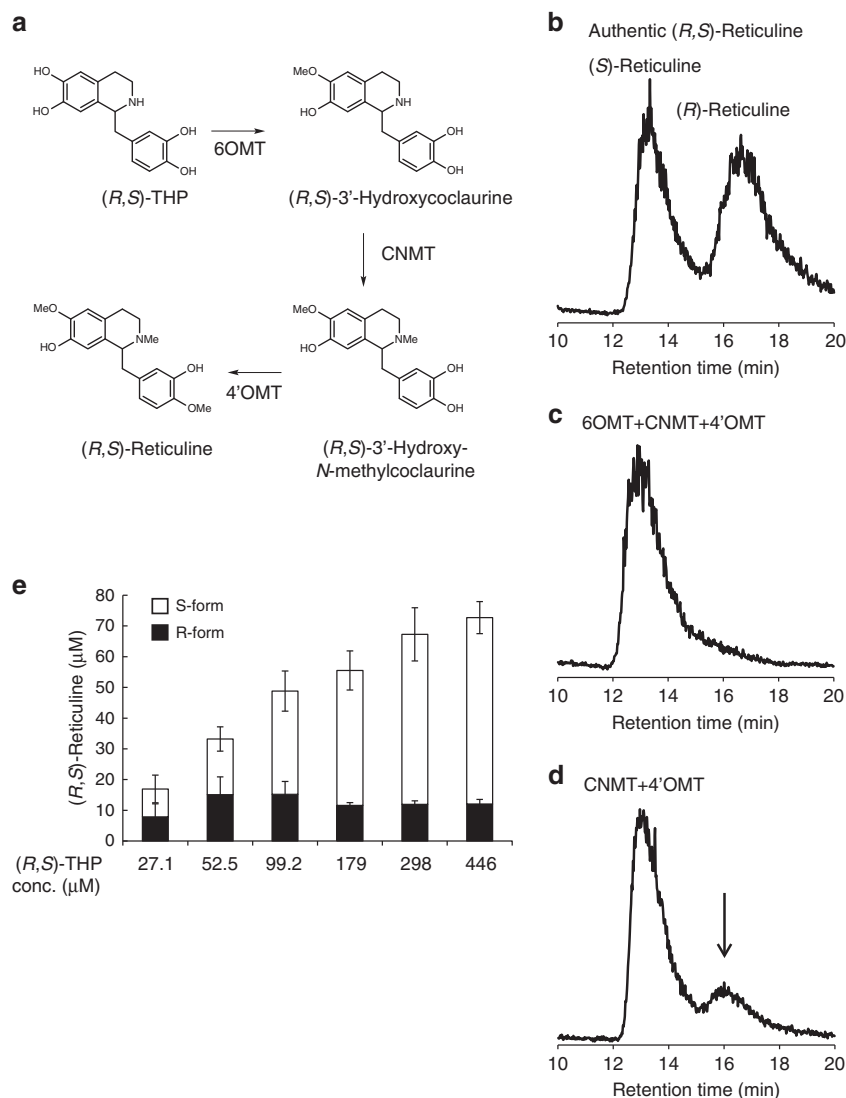 a
HO
HO
NH
OH
OH
(R,S)-THP
6OMT
MeO
HO
NH
OH
OH
(R,S)-3'-Hydroxycoclaurine
CNMT
MeO
HO
NMe
OH
OH
(R,S)-3'-Hydroxy-
N-methylcoclaurine
4'OMT
MeO
HO
NMe
OH
OMe
(R,S)-Reticuline
b
Authentic (R,S)-Reticuline
(S)-Reticuline
(R)-Reticuline
10 12 14 16 18 20
Retention time (min)
c
6OMT+CNMT+4'OMT
10 12 14 16 18 20
Retention time (min)
d
CNMT+4'OMT
10 12 14 16 18 20
Retention time (min)
e
S-form
R-form
(R,S)-Reticuline (μM)
80
70
60
50
40
30
20
10
0
(R,S)-THP
conc. (μM)
27.1 52.5 99.2 179 298 446